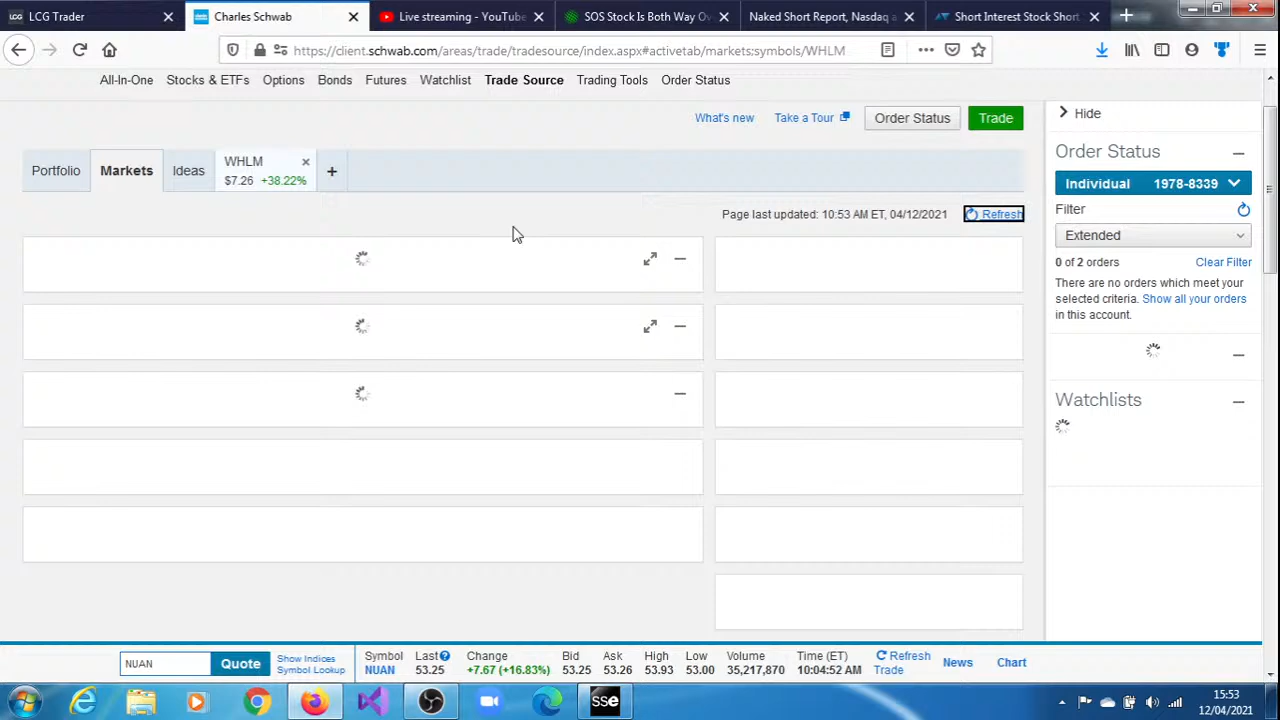 LCG Trader
Charles Schwab
Live streaming - YouTube
SOS Stock Is Both Way Ov
Naked Short Report, Nasdaq a
Short Interest Stock Short
https://client.schwab.com/areas/trade/tradesource/index.aspx#activetab/markets;symbols/WHLM
All-In-One Stocks & ETFs Options Bonds Futures Watchlist Trade Source Trading Tools Order Status
What's new Take a Tour Order Status Trade
Portfolio Markets Ideas
WHLM
$7.26 +38.22%
Page last updated: 10:53 AM ET, 04/12/2021 Refresh
Hide
Order Status
Individual 1978-8339
Filter
Extended
0 of 2 orders Clear Filter
There are no orders which meet your
selected criteria. Show all your orders
in this account.
Watchlists
NUAN Quote
Show Indices
Symbol Lookup
Symbol Last Change Bid Ask High Low Volume Time (ET)
NUAN 53.25 +7.67 (+16.83%) 53.25 53.26 53.93 53.00 35,217,870 10:04:52 AM
Refresh
Trade
News Chart
LCG
SSE
15:53
12/04/2021